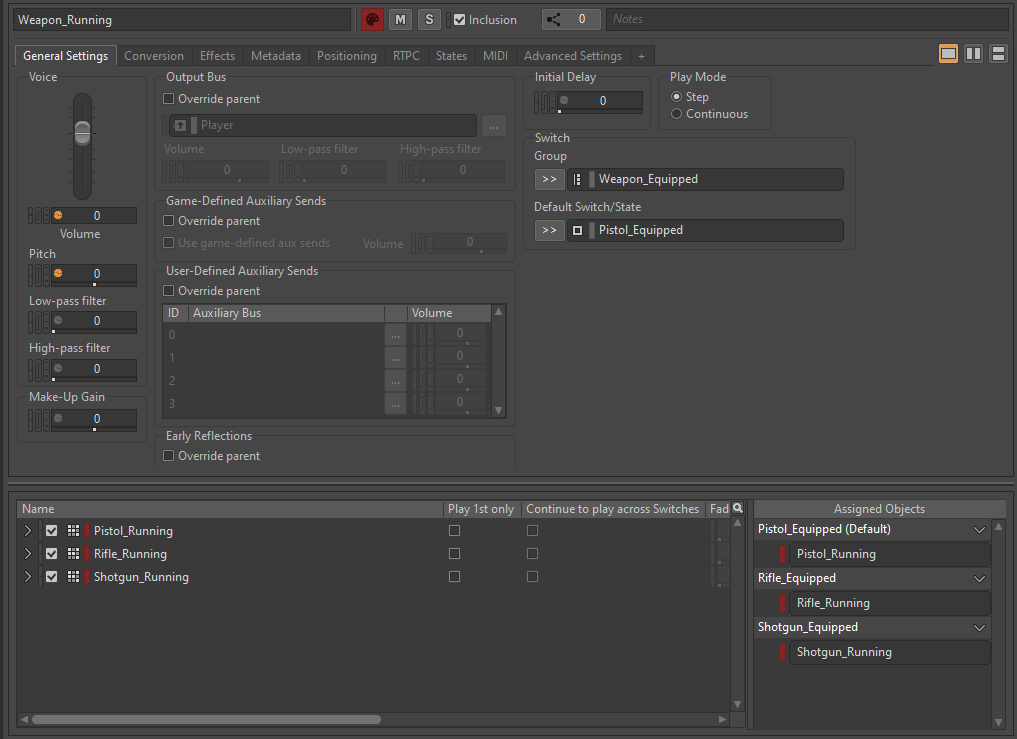 Weapon_Running M S Inclusion 0 Notes
General Settings Conversion Effects Metadata Positioning RTPC States MIDI Advanced Settings +
Voice
0
Volume
Pitch
0
Low-pass filter
0
High-pass filter
0
Make-Up Gain
0
Output Bus
Override parent
Player ...
Volume Low-pass filter High-pass filter
0 0 0
Game-Defined Auxiliary Sends
Override parent
Use game-defined aux sends Volume 0
User-Defined Auxiliary Sends
Override parent
ID Auxiliary Bus Volume
0 ... 0
1 ... 0
2 ... 0
3 ... 0
Early Reflections
Override parent
Initial Delay
0
Play Mode
Step
Continuous
Switch
Group
>> Weapon_Equipped
Default Switch/State
>> Pistol_Equipped
Name Play 1st only Continue to play across Switches Fad
Pistol_Running
Rifle_Running
Shotgun_Running
Assigned Objects
Pistol_Equipped (Default)
Pistol_Running
Rifle_Equipped
Rifle_Running
Shotgun_Equipped
Shotgun_Running